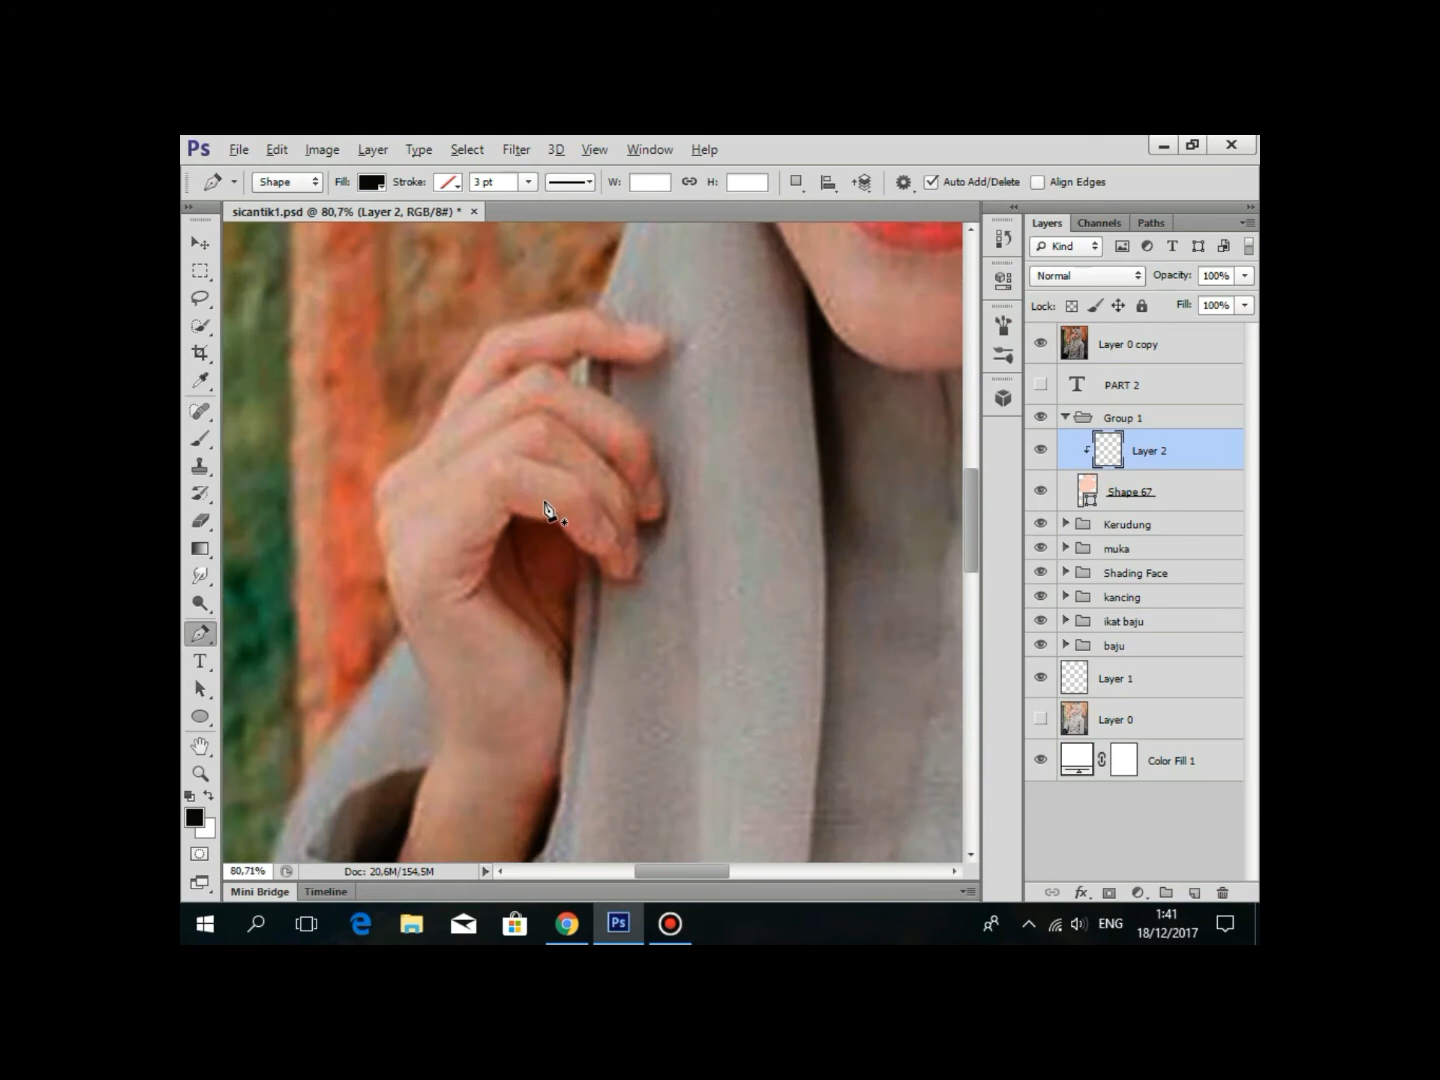 Ps File Edit Image Layer Type Select Filter 3D View Window Help
Shape Fill: Stroke: 3 pt W: H: Auto Add/Delete Align Edges
sicantik1.psd @ 80,7% (Layer 2, RGB/8#) * ×
Layers Channels Paths
Kind
Normal Opacity: 100%
Lock: Fill: 100%
Layer 0 copy
T PART 2
Group 1
Layer 2
Shape 67
Kerudung
muka
Shading Face
kancing
ikat baju
baju
Layer 1
Layer 0
Color Fill 1
fx
80,71% Doc: 20,6M/154,5M
Mini Bridge Timeline
Ps ENG 1:41
18/12/2017